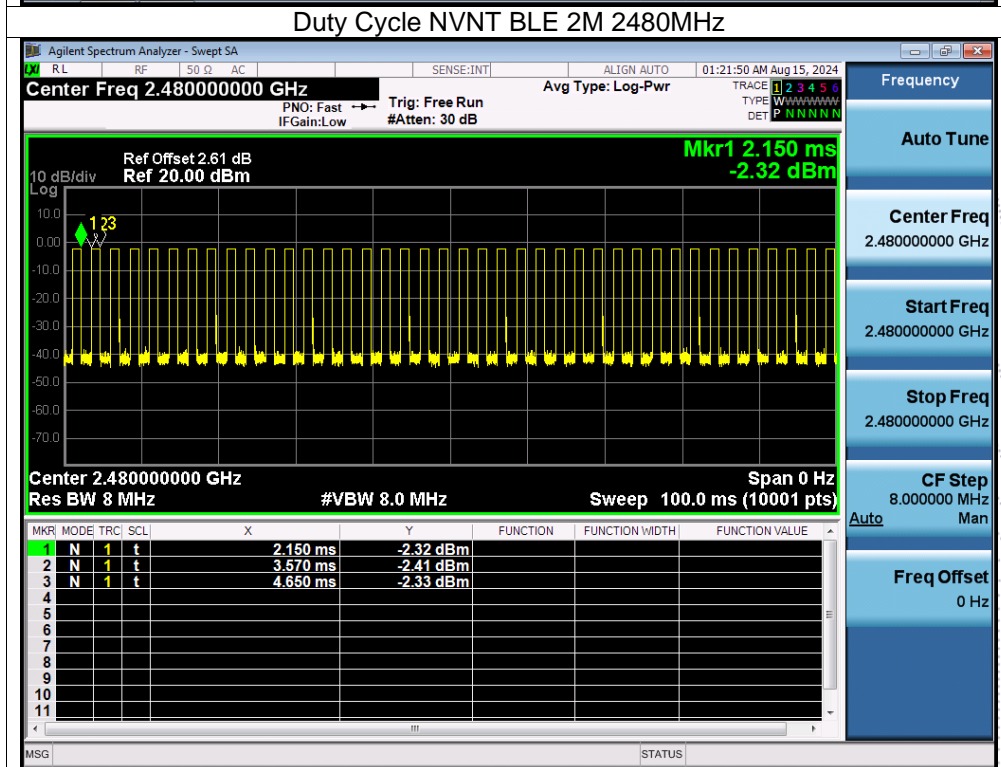 Duty Cycle NVNT BLE 2M 2480MHz
Agilent Spectrum Analyzer - Swept SA
LXI RL RF 50 Ω AC SENSE:INT ALIGN AUTO 01:21:50 AM Aug 15, 2024
Center Freq 2.480000000 GHz Avg Type: Log-Pwr TRACE 1 2 3 4 5 6
PNO: Fast Trig: Free Run TYPE WWWWWWW
IFGain:Low #Atten: 30 dB DET P N N N N N
Frequency
Mkr1 2.150 ms
-2.32 dBm
Ref Offset 2.61 dB
10 dB/div Ref 20.00 dBm
Log
10.0
0.00
-10.0
-20.0
-30.0
-40.0
-50.0
-60.0
-70.0
1 2 3
Center 2.480000000 GHz Span 0 Hz
Res BW 8 MHz #VBW 8.0 MHz Sweep 100.0 ms (10001 pts)
MKR MODE TRC SCL X Y FUNCTION FUNCTION WIDTH FUNCTION VALUE
1 N 1 t 2.150 ms -2.32 dBm
2 N 1 t 3.570 ms -2.41 dBm
3 N 1 t 4.650 ms -2.33 dBm
4
5
6
7
8
9
10
11
MSG STATUS
Auto Tune
Center Freq
2.480000000 GHz
Start Freq
2.480000000 GHz
Stop Freq
2.480000000 GHz
CF Step
8.000000 MHz
Auto Man
Freq Offset
0 Hz